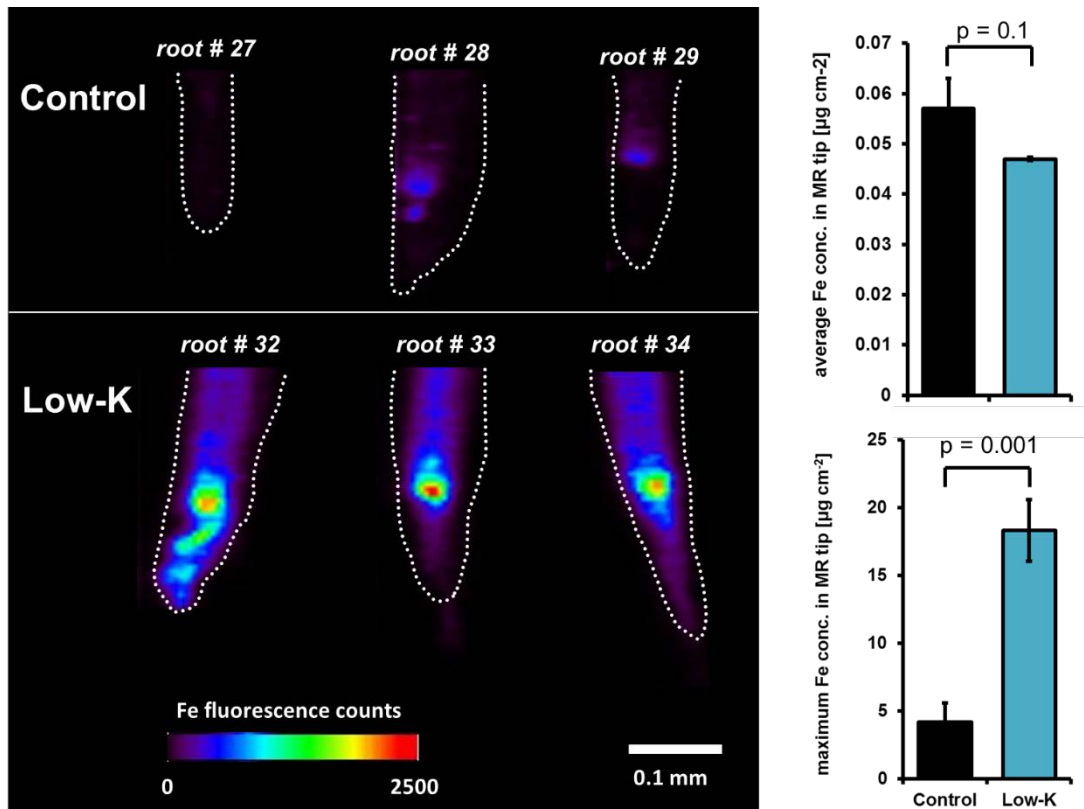 Control
root # 27
root # 28
root # 29
Low-K
root # 32
root # 33
root # 34
Fe fluorescence counts
0
2500
0.1 mm
p = 0.1
average Fe conc. in MR tip [µg cm-2]
0.07
0.06
0.05
0.04
0.03
0.02
0.01
0
p = 0.001
maximum Fe conc. in MR tip [µg cm-2]
25
20
15
10
5
0
Control
Low-K